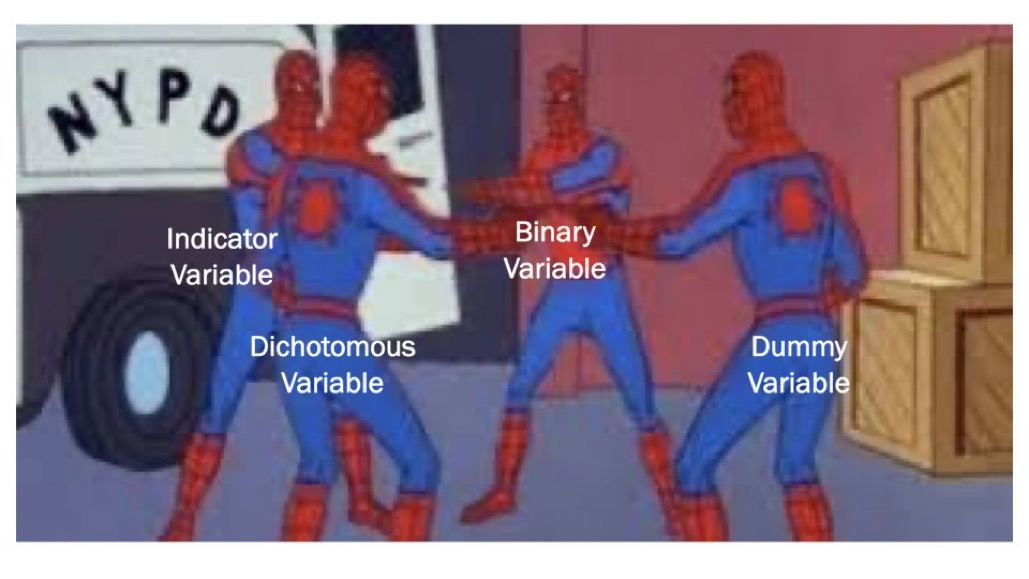 NYPD
Indicator
Variable
Binary
Variable
Dichotomous
Variable
Dummy
Variable